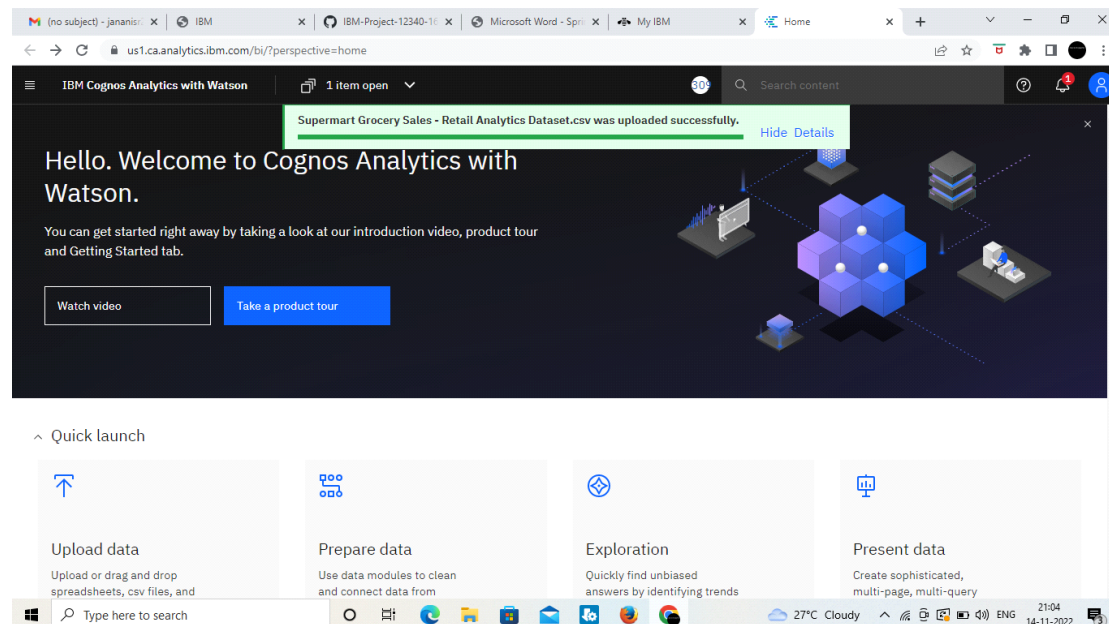 (no subject) - jananisr
IBM
IBM-Project-12340-16
Microsoft Word - Spri
My IBM
Home
us1.ca.analytics.ibm.com/bi/?perspective=home
IBM Cognos Analytics with Watson
1 item open
309
Search content
1
Supermart Grocery Sales - Retail Analytics Dataset.csv was uploaded successfully.
Hide Details
Hello. Welcome to Cognos Analytics with
Watson.
You can get started right away by taking a look at our introduction video, product tour
and Getting Started tab.
Watch video
Take a product tour
Quick launch
Upload data
Upload or drag and drop
spreadsheets, csv files, and
Prepare data
Use data modules to clean
and connect data from
Exploration
Quickly find unbiased
answers by identifying trends
Present data
Create sophisticated,
multi-page, multi-query
Type here to search
27°C Cloudy
ENG
21:04
14-11-2022
3